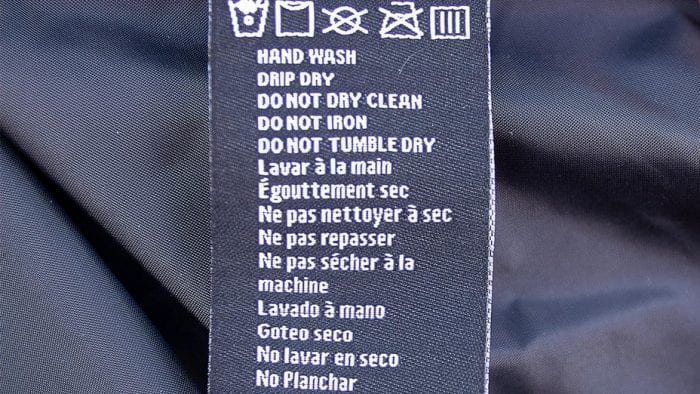 HAND WASH
DRIP DRY
DO NOT DRY CLEAN
DO NOT IRON
DO NOT TUMBLE DRY
Lavar à la main
Égouttement sec
Ne pas nettoyer à sec
Ne pas repasser
Ne pas sécher à la
machine
Lavado à mano
Goteo seco
No lavar en seco
No Planchar